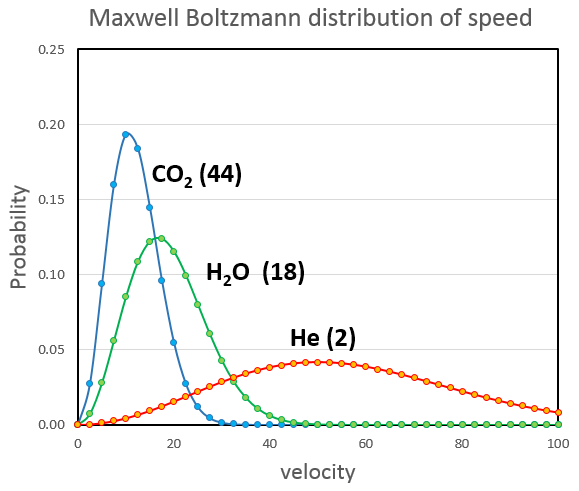 Maxwell Boltzmann distribution of speed
0.25
0.20
0.15
0.10
0.05
0.00
Probability
CO₂ (44)
H₂O (18)
He (2)
0 20 40 60 80 100
velocity